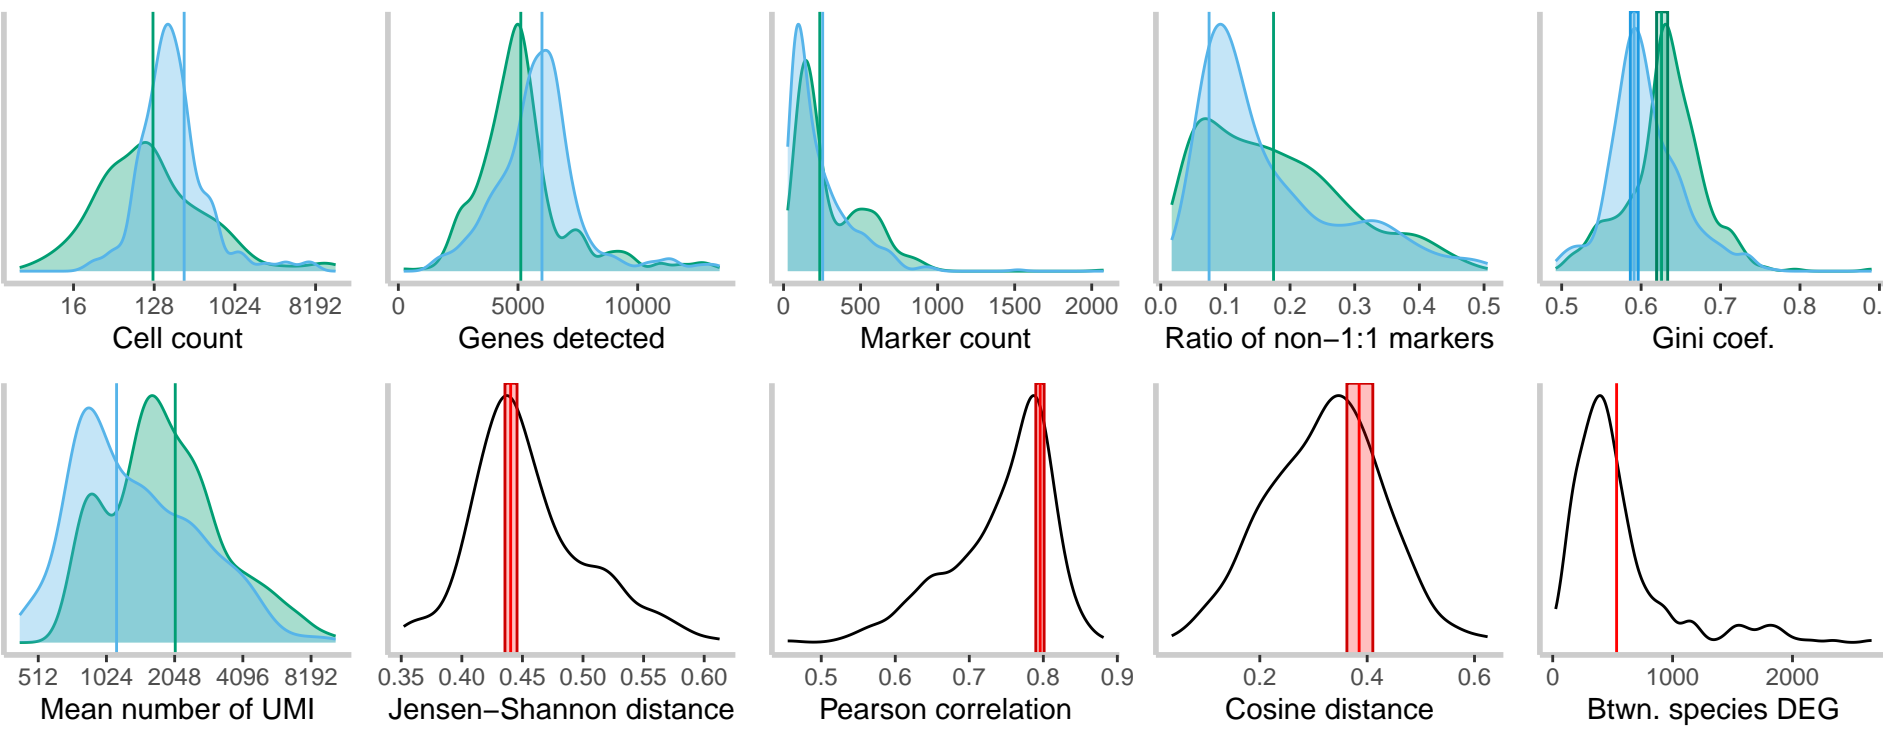 16 128 1024 8192
Cell count
0 5000 10000
Genes detected
0 500 1000 1500 2000
Marker count
0.0 0.1 0.2 0.3 0.4 0.5
Ratio of non−1:1 markers
0.5 0.6 0.7 0.8 0.
Gini coef.
512 1024 2048 4096 8192
Mean number of UMI
0.35 0.40 0.45 0.50 0.55 0.60
Jensen−Shannon distance
0.5 0.6 0.7 0.8 0.9
Pearson correlation
0.2 0.4 0.6
Cosine distance
0 1000 2000
Btwn. species DEG